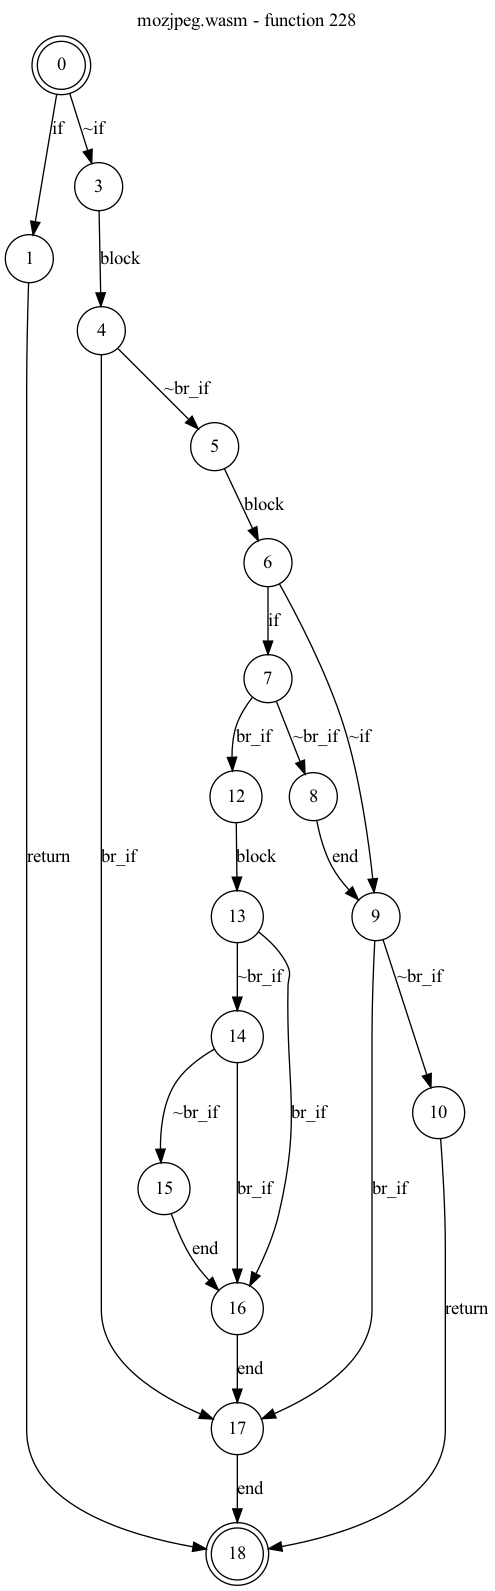 mozjpeg.wasm - function 228
0
if
~if
3
1
block
4
~br_if
5
block
6
if
7
br_if
~br_if
~if
12
8
return
br_if
block
end
13
9
~br_if
~br_if
14
10
~br_if
br_if
15
br_if
br_if
end
16
return
end
17
end
18